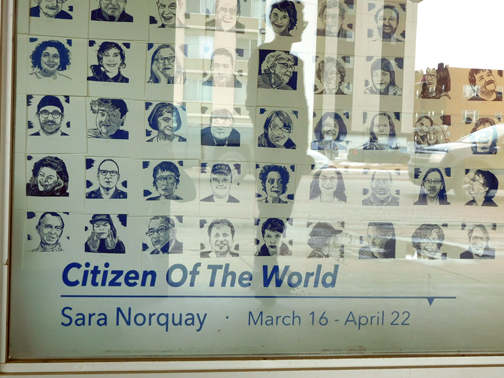 Citizen Of The World
Sara Norquay · March 16 - April 22